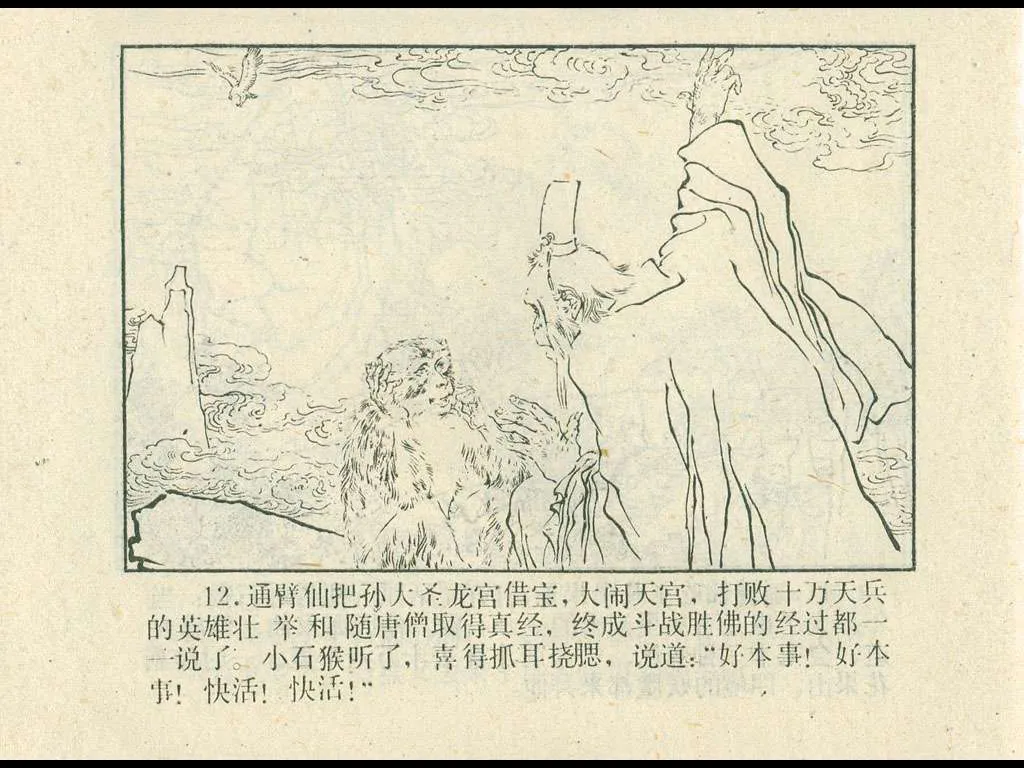 12.通臂仙把孙大圣龙宫借宝,大闹天宫,打败十万天兵
的英雄壮举和随唐僧取得真经,终成斗战胜佛的经过都一
一说了。小石猴听了,喜得抓耳挠腮,说道:"好本事!好本
事!快活!快活!"